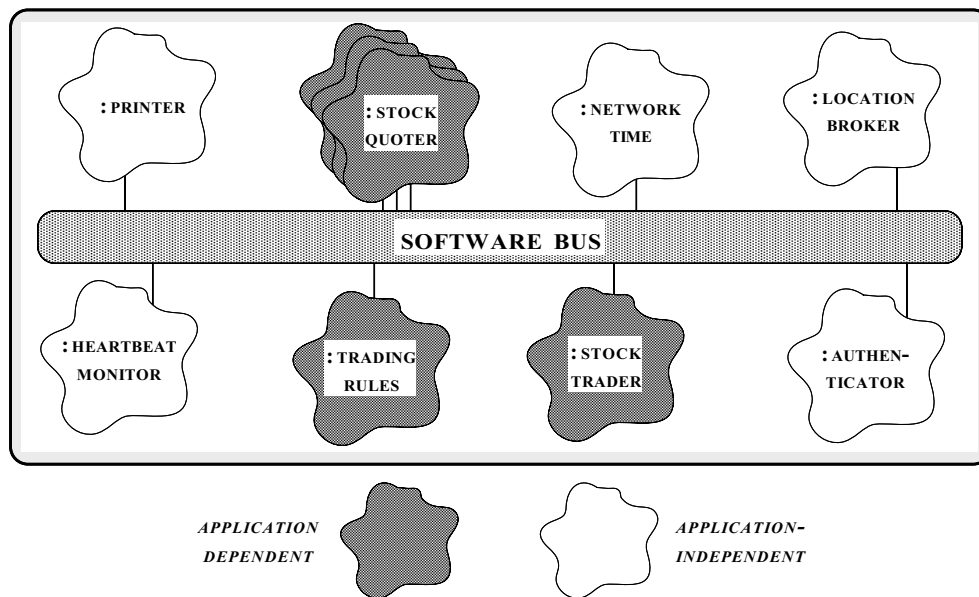 : PRINTER
: STOCK
QUOTER
: NETWORK
TIME
: LOCATION
BROKER
SOFTWARE BUS
: HEARTBEAT
MONITOR
: TRADING
RULES
: STOCK
TRADER
: AUTHEN-
TICATOR
APPLICATION
DEPENDENT
APPLICATION-
INDEPENDENT